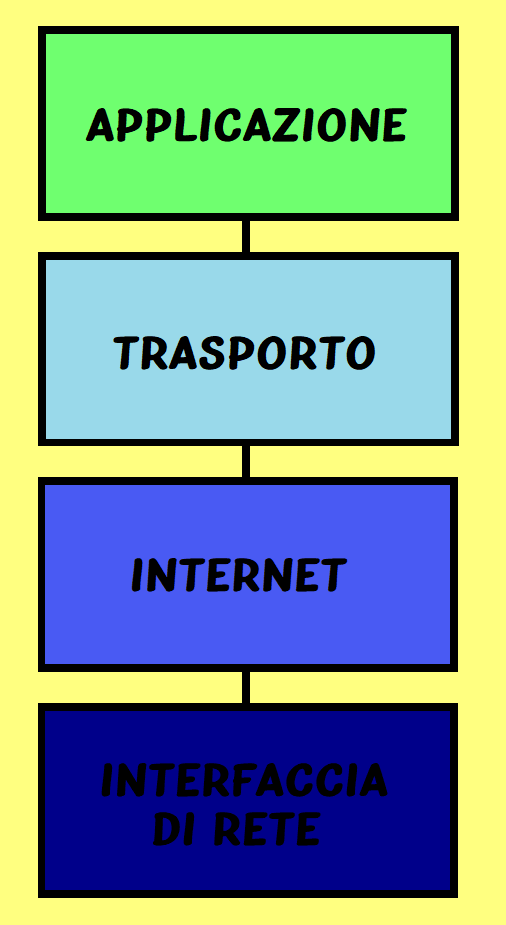 APPLICAZIONE
TRASPORTO
INTERNET
INTERFACCIA
DI RETE